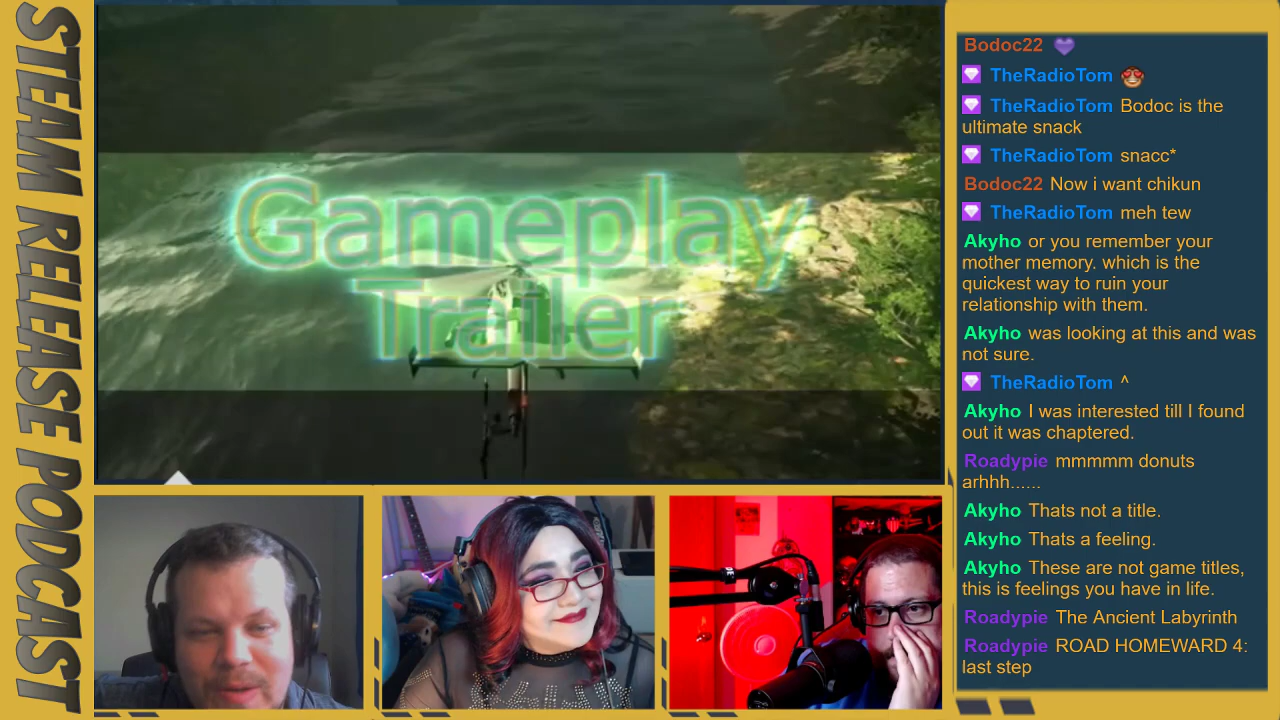 STEAM RELEASE PODCAST
Gameplay
Trailer
Bodoc22
TheRadioTom
TheRadioTom Bodoc is the
ultimate snack
TheRadioTom snacc*
Bodoc22 Now i want chikun
TheRadioTom meh tew
Akyho or you remember your
mother memory. which is the
quickest way to ruin your
relationship with them.
Akyho was looking at this and was
not sure.
TheRadioTom ^
Akyho I was interested till I found
out it was chaptered.
Roadypie mmmmm donuts
arhhh......
Akyho Thats not a title.
Akyho Thats a feeling.
Akyho These are not game titles,
this is feelings you have in life.
Roadypie The Ancient Labyrinth
Roadypie ROAD HOMEWARD 4:
last step